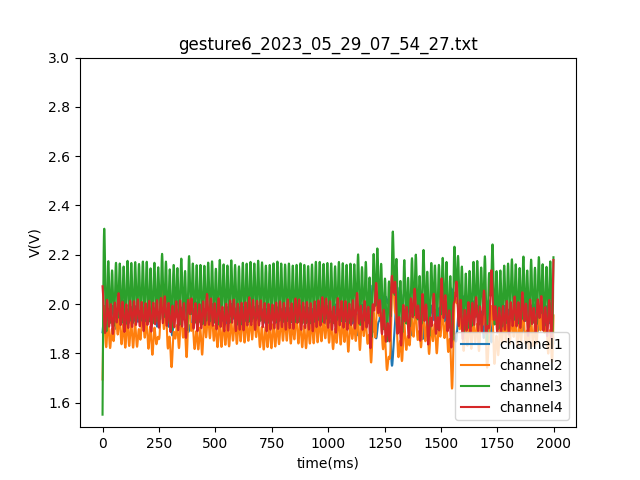 gesture6_2023_05_29_07_54_27.txt
3.0
2.8
2.6
2.4
2.2
2.0
1.8
1.6
V(V)
0 250 500 750 1000 1250 1500 1750 2000
time(ms)
channel1
channel2
channel3
channel4